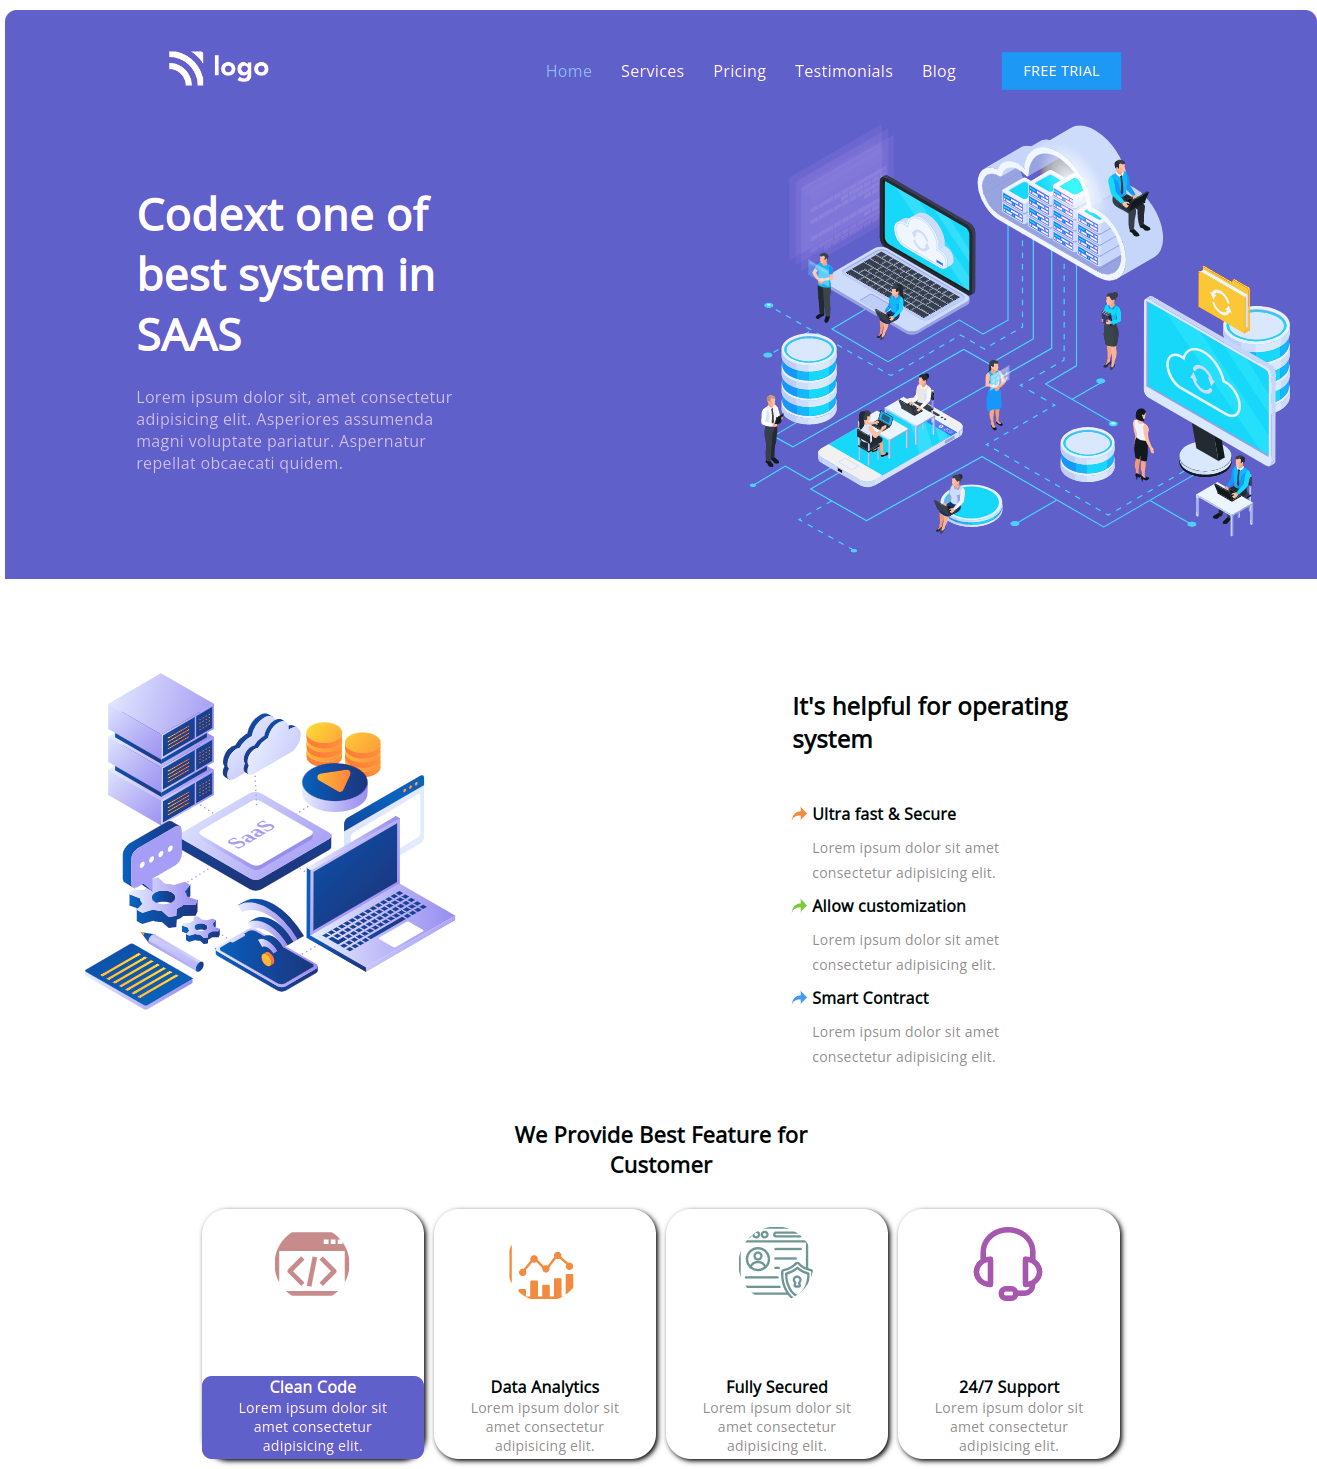 logo
Home Services Pricing Testimonials Blog FREE TRIAL
Codext one of
best system in
SAAS
Lorem ipsum dolor sit, amet consectetur
adipisicing elit. Asperiores assumenda
magni voluptate pariatur. Aspernatur
repellat obcaecati quidem.
SaaS
It's helpful for operating
system
Ultra fast & Secure
Lorem ipsum dolor sit amet
consectetur adipisicing elit.
Allow customization
Lorem ipsum dolor sit amet
consectetur adipisicing elit.
Smart Contract
Lorem ipsum dolor sit amet
consectetur adipisicing elit.
We Provide Best Feature for
Customer
Clean Code
Lorem ipsum dolor sit
amet consectetur
adipisicing elit.
Data Analytics
Lorem ipsum dolor sit
amet consectetur
adipisicing elit.
Fully Secured
Lorem ipsum dolor sit
amet consectetur
adipisicing elit.
24/7 Support
Lorem ipsum dolor sit
amet consectetur
adipisicing elit.